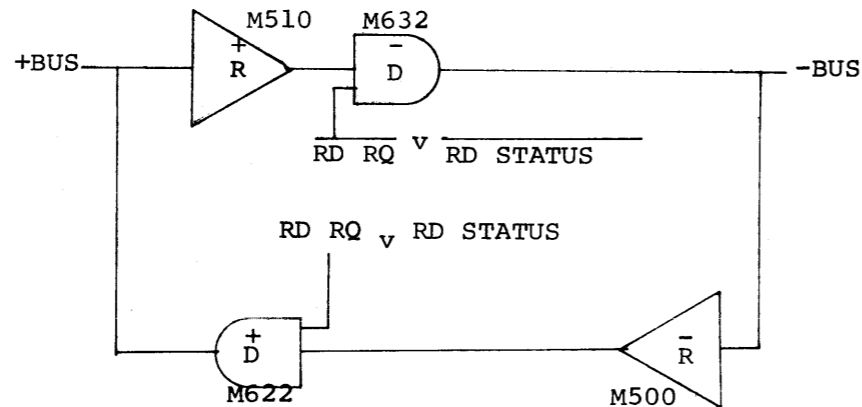 M510
M632
+BUS
+
R
−
D
−BUS
RD RQ v RD STATUS
RD RQ v RD STATUS
+
D
−
R
M622
M500